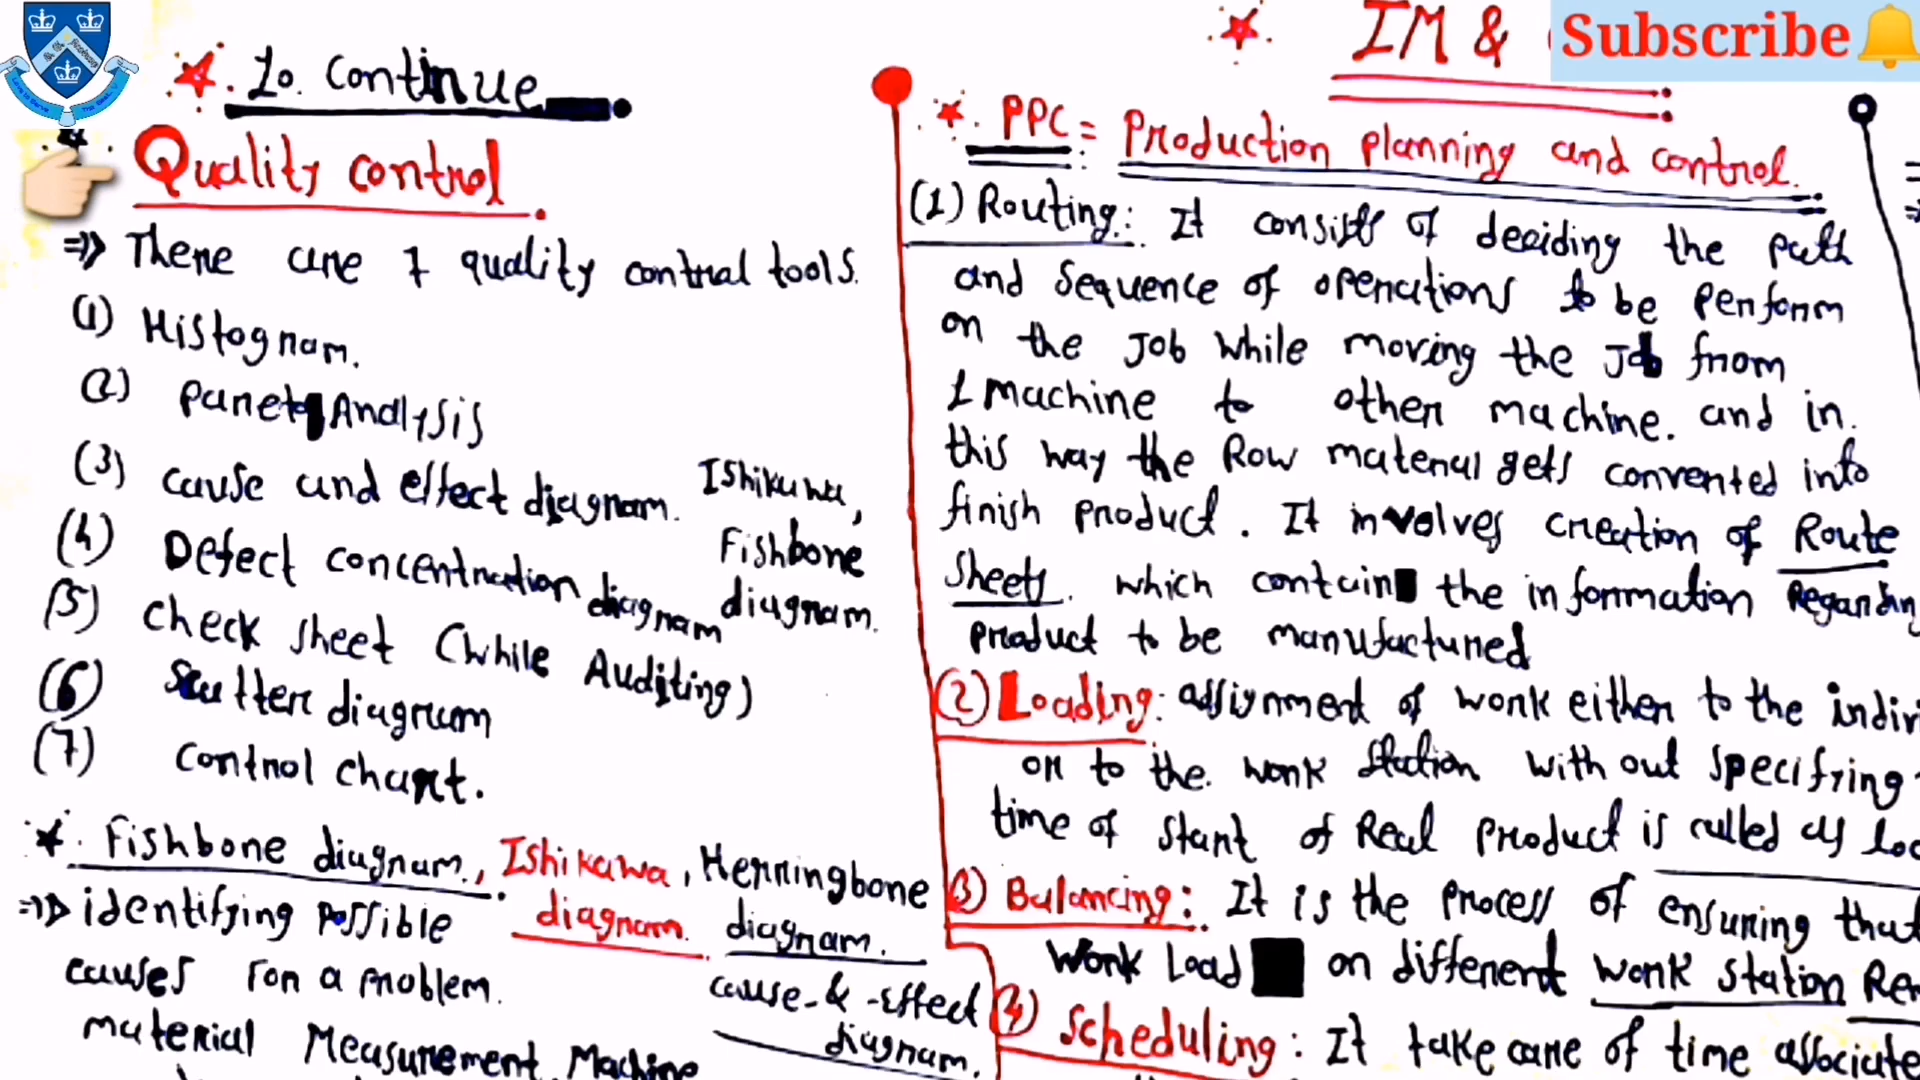 Lo. Continue
Quality control
=> There are 7 quality control tools.
(1) Histogram.
(2) pareto Analysis
(3) cause and effect diagram. Ishikawa,
Fishbone
diagram.
(4) Defect concentration diagram
(5) check sheet (while Auditing)
(6) Scatter diagram
(7) control chart.
Fishbone diagram, Ishikawa diagram. Herringbone diagram.
cause-&-effect diagram.
=> identifying possible
causes for a problem.
material Measurement Machine
IM &
Subscribe
PPC = Production planning and control.
(1) Routing: It consists of deciding the path
and sequence of operations to be perform
on the Job while moving the Job from
1 machine to other machine. and in.
this way the Row material gets converted into
finish product. It involves creation of Route
sheets. which contain the information Regarding
product to be manufactured
(2) Loading: assignment of work either to the indivi
or to the work station with out specifying
time of start of Real product is called as loa
(3) Balancing: It is the process of ensuring that
Work Load on different work station Re
(4) Scheduling: It take care of time associate